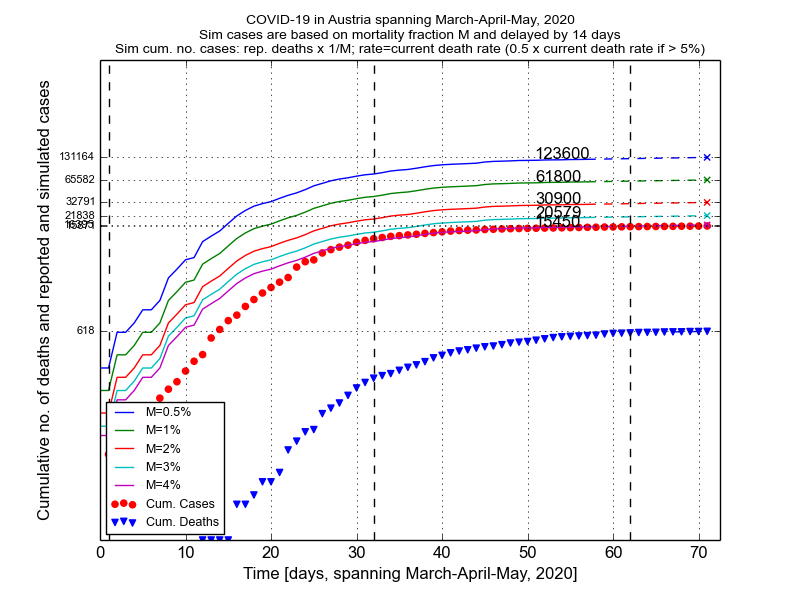 COVID-19 in Austria spanning March-April-May, 2020
Sim cases are based on mortality fraction M and delayed by 14 days
Sim cum. no. cases: rep. deaths x 1/M; rate=current death rate (0.5 x current death rate if > 5%)
Cumulative no. of deaths and reported and simulated cases
131164
65582
32791
21838
618
123600
61800
30900
20579
15450
M=0.5%
M=1%
M=2%
M=3%
M=4%
Cum. Cases
Cum. Deaths
0 10 20 30 40 50 60 70
Time [days, spanning March-April-May, 2020]